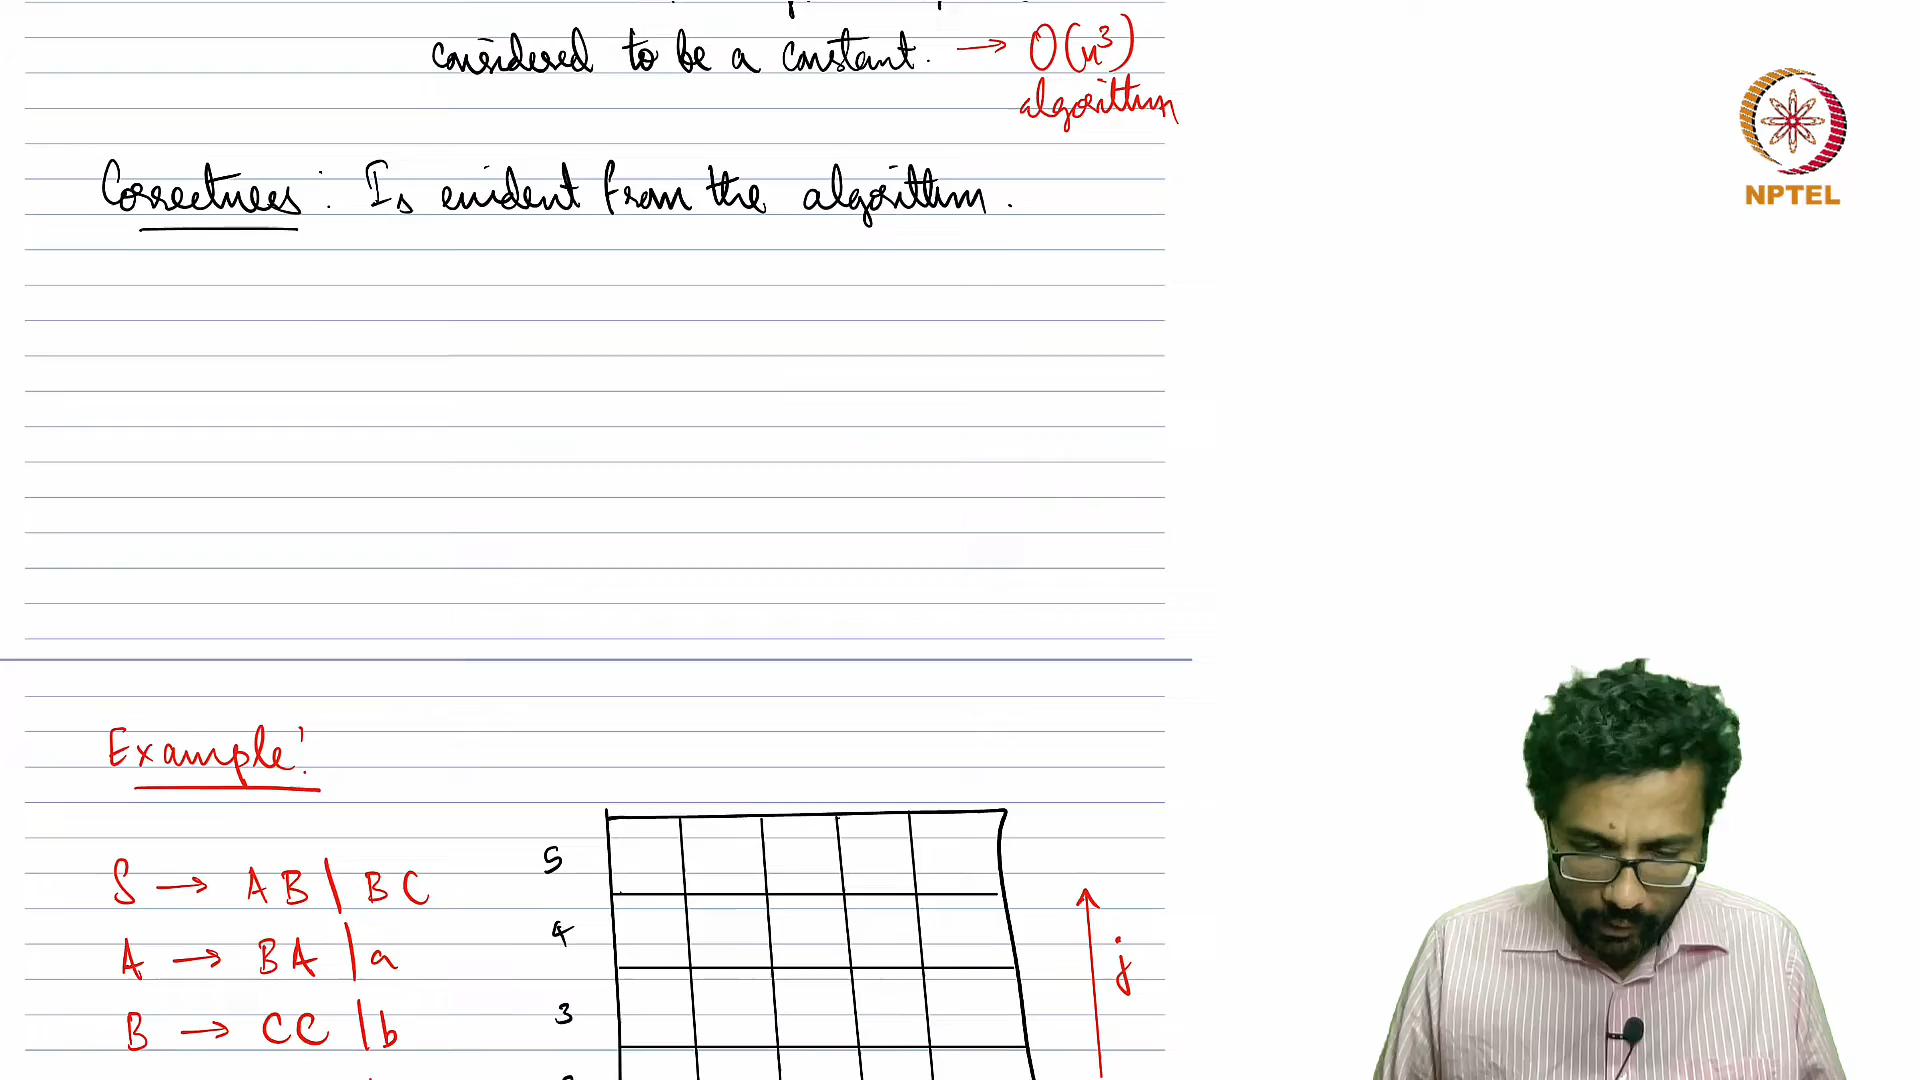 considered to be a constant. → O(n³)
algorithm
NPTEL
Correctness : Is evident from the algorithm.
Example:
S → AB | BC
A → BA | a
B → CC | b
5
4
3
j